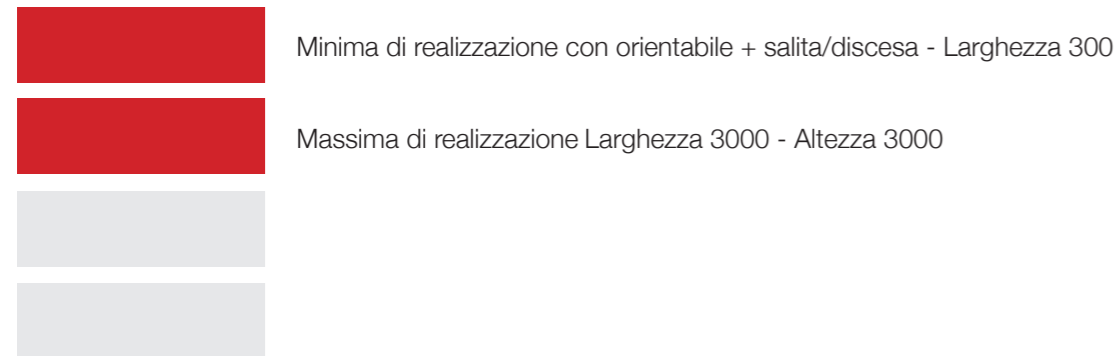 Minima di realizzazione con orientabile + salita/discesa - Larghezza 300
Massima di realizzazione Larghezza 3000 - Altezza 3000